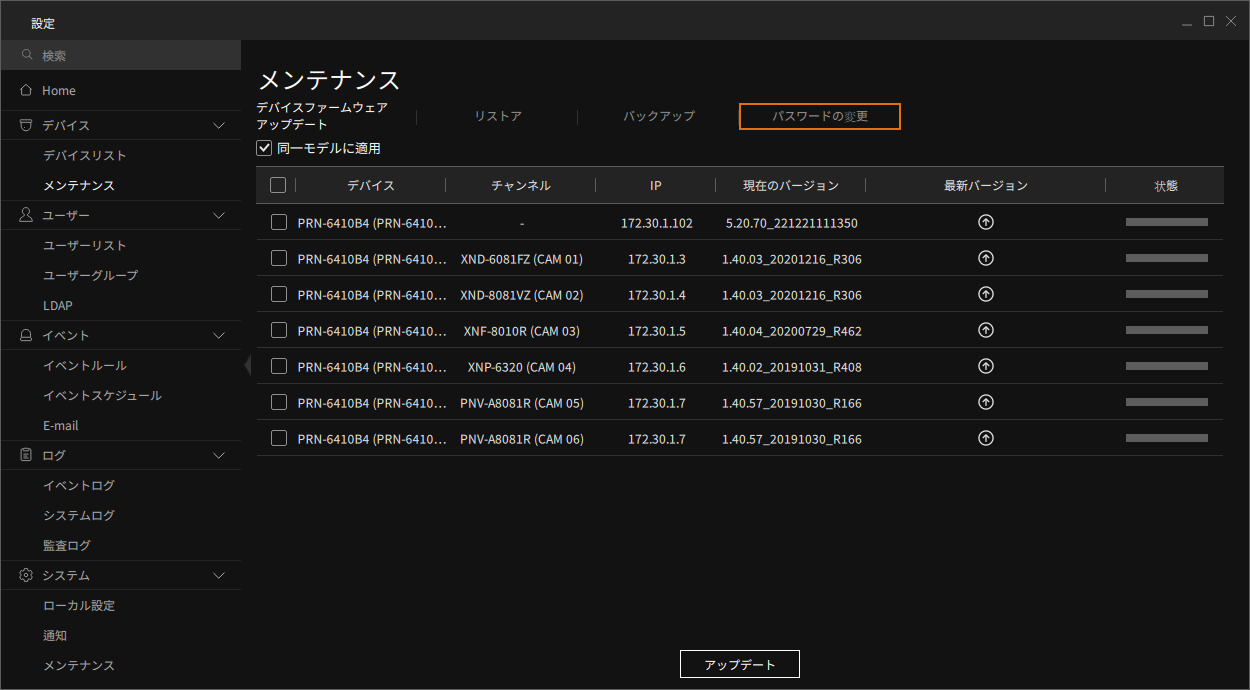 設定
検索
Home
デバイス
デバイスリスト
メンテナンス
ユーザー
ユーザーリスト
ユーザーグループ
LDAP
イベント
イベントルール
イベントスケジュール
E-mail
ログ
イベントログ
システムログ
監査ログ
システム
ローカル設定
通知
メンテナンス
メンテナンス
デバイスファームウェア
アップデート
リストア
バックアップ
パスワードの変更
同一モデルに適用
デバイス チャンネル IP 現在のバージョン 最新バージョン 状態
PRN-6410B4 (PRN-6410... - 172.30.1.102 5.20.70_221221111350
PRN-6410B4 (PRN-6410... XND-6081FZ (CAM 01) 172.30.1.3 1.40.03_20201216_R306
PRN-6410B4 (PRN-6410... XND-8081VZ (CAM 02) 172.30.1.4 1.40.03_20201216_R306
PRN-6410B4 (PRN-6410... XNF-8010R (CAM 03) 172.30.1.5 1.40.04_20200729_R462
PRN-6410B4 (PRN-6410... XNP-6320 (CAM 04) 172.30.1.6 1.40.02_20191031_R408
PRN-6410B4 (PRN-6410... PNV-A8081R (CAM 05) 172.30.1.7 1.40.57_20191030_R166
PRN-6410B4 (PRN-6410... PNV-A8081R (CAM 06) 172.30.1.7 1.40.57_20191030_R166
アップデート